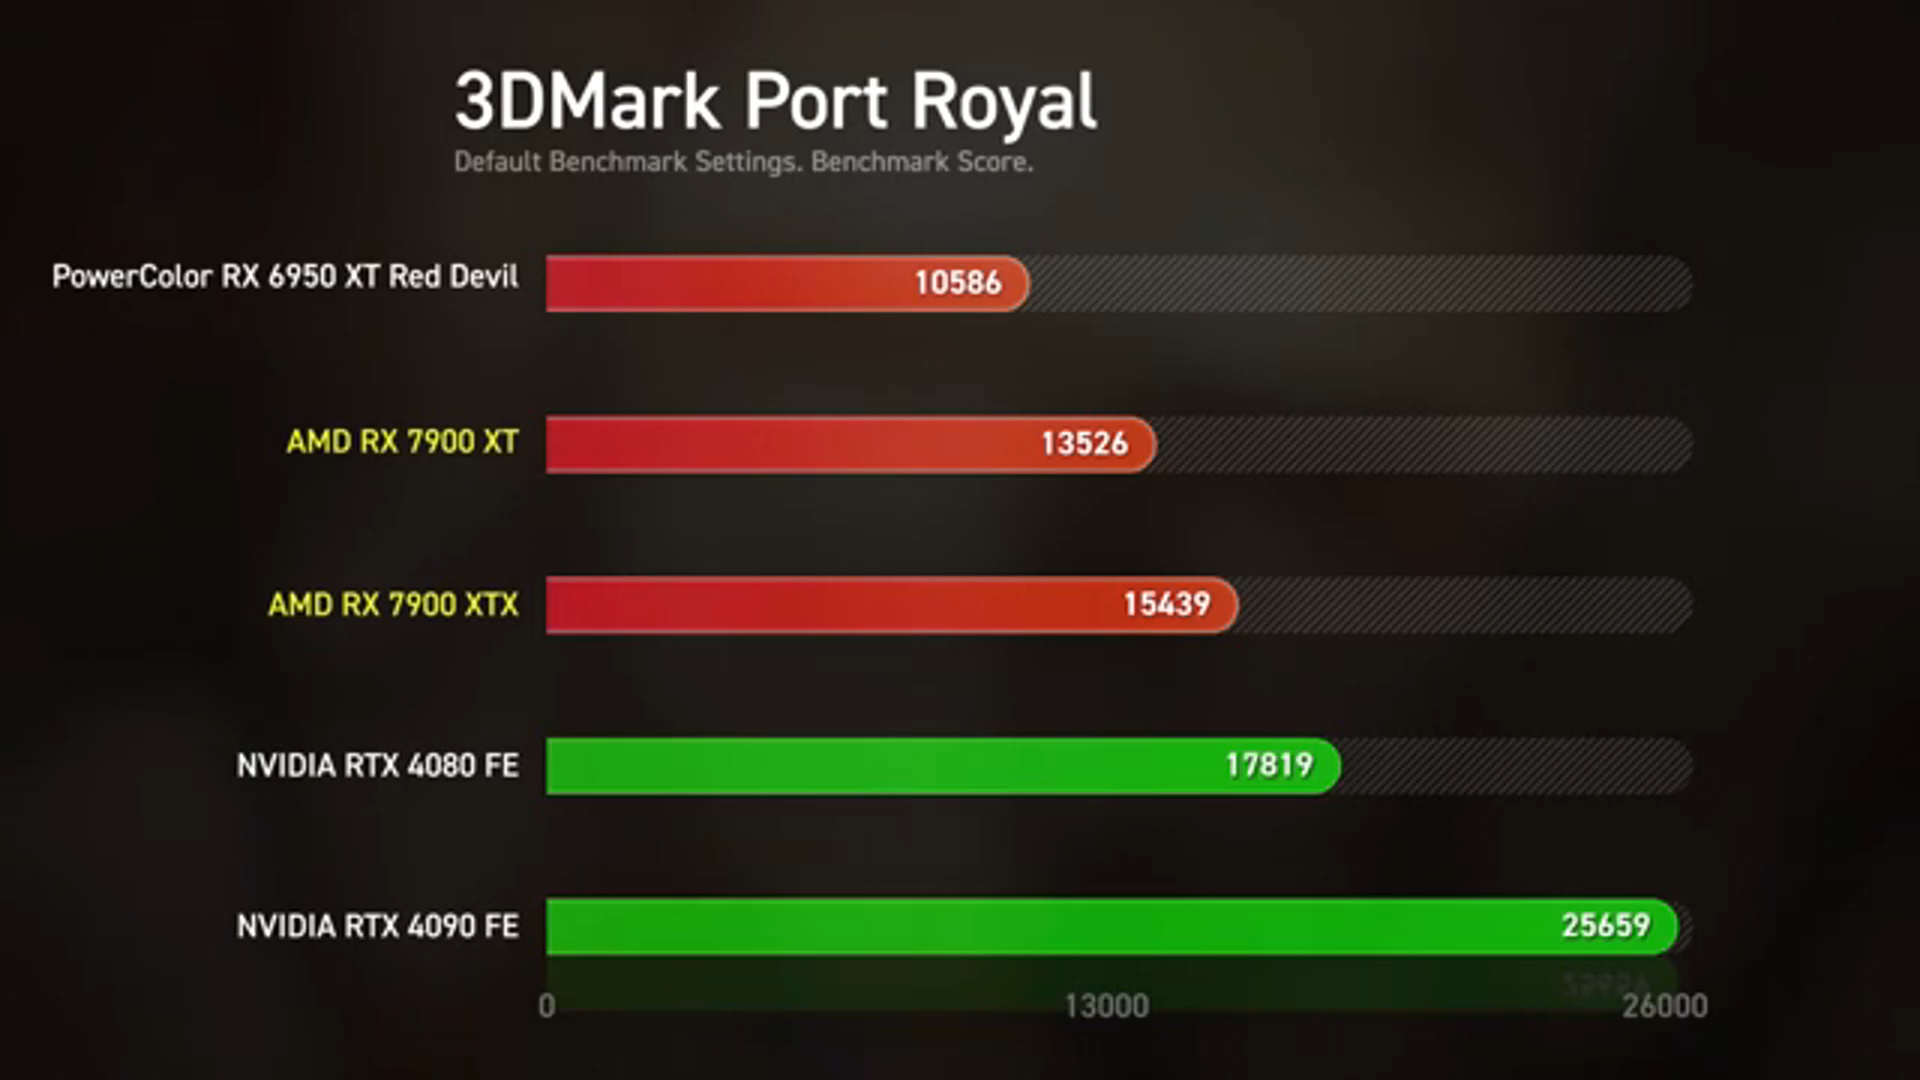 3DMark Port Royal
Default Benchmark Settings. Benchmark Score.
PowerColor RX 6950 XT Red Devil 10586
AMD RX 7900 XT 13526
AMD RX 7900 XTX 15439
NVIDIA RTX 4080 FE 17819
NVIDIA RTX 4090 FE 25659
0 13000 26000